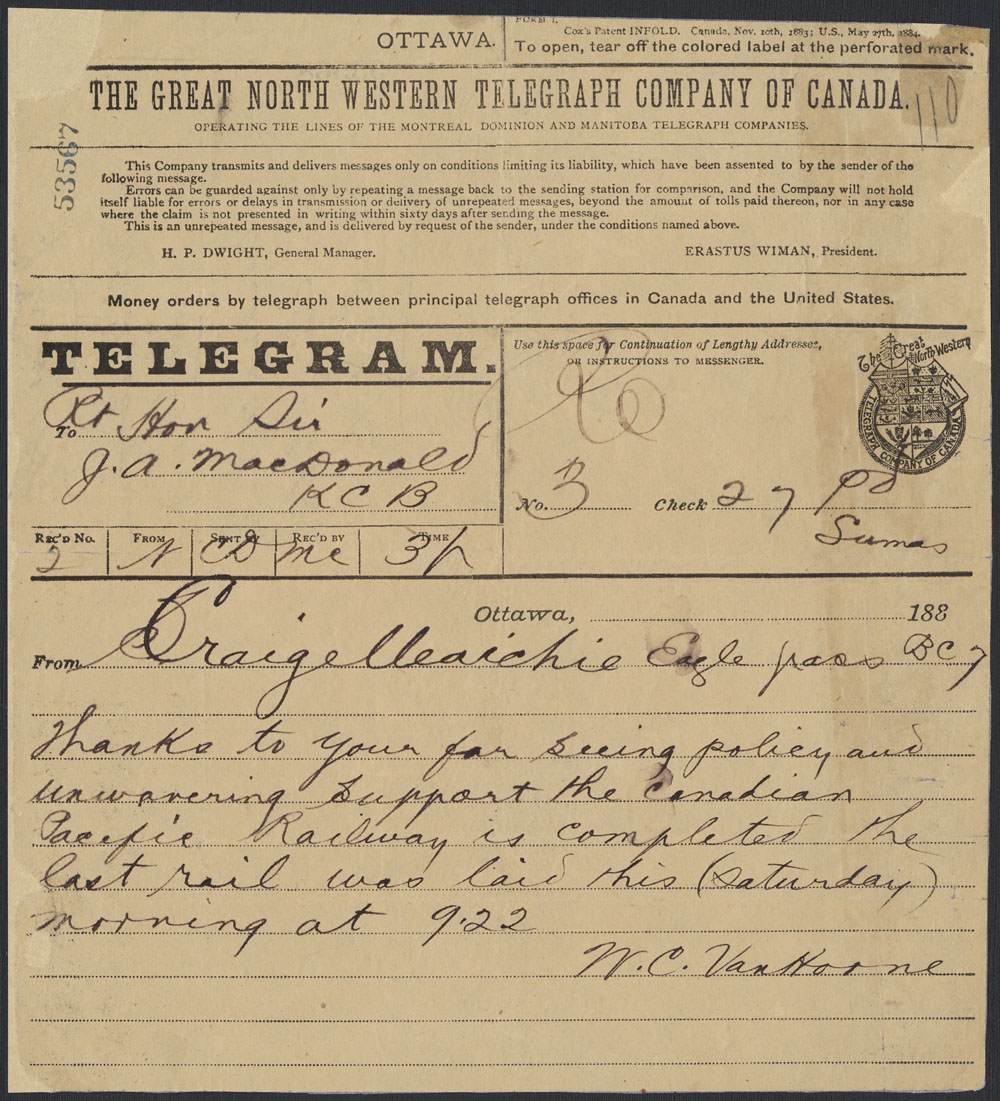 FORM 1.
Cox's Patent INFOLD. Canada, Nov. 10th, 1883; U.S., May 27th, 1884.
OTTAWA.
To open, tear off the colored label at the perforated mark.
THE GREAT NORTH WESTERN TELEGRAPH COMPANY OF CANADA.
110
OPERATING THE LINES OF THE MONTREAL DOMINION AND MANITOBA TELEGRAPH COMPANIES.
53567
This Company transmits and delivers messages only on conditions limiting its liability, which have been assented to by the sender of the
following message.
Errors can be guarded against only by repeating a message back to the sending station for comparison, and the Company will not hold
itself liable for errors or delays in transmission or delivery of unrepeated messages, beyond the amount of tolls paid thereon, nor in any case
where the claim is not presented in writing within sixty days after sending the message.
This is an unrepeated message, and is delivered by request of the sender, under the conditions named above.
H. P. DWIGHT, General Manager. ERASTUS WIMAN, President.
Money orders by telegraph between principal telegraph offices in Canada and the United States.
TELEGRAM.
Use this space for Continuation of Lengthy Addresses,
OR INSTRUCTIONS TO MESSENGER.
The Great North Western
TELEGRAPH COMPANY OF CANADA
To Rt Hon Sir
J. A. MacDonald
K C B
No. 3 Check 27 Pd
Sumas
REC'D No. FROM SENT BY REC'D BY TIME
2 N CD Mc 3p
Ottawa, 188
From Craigellaichie Eagle pass BC 7
Thanks to your far seeing policy and
unwavering support the Canadian
Pacific Railway is completed the
last rail was laid this (Saturday)
morning at 9.22
W. C. Van Horne